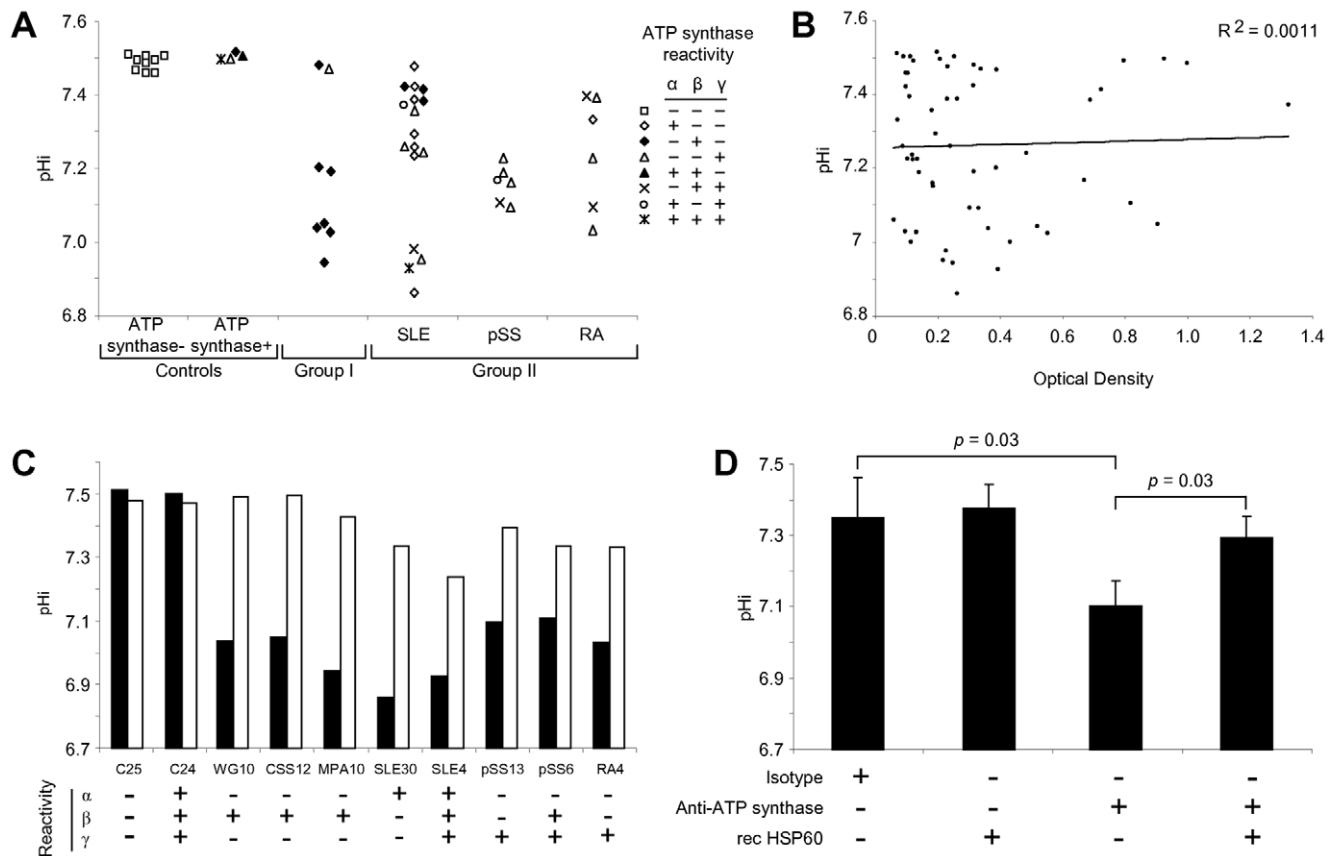 A
7.6
7.4
7.2
7.0
6.8
pHi
ATP synthase-
ATP synthase+
SLE
pSS
RA
Controls
Group I
Group II
ATP synthase
reactivity
α β γ
– – –
+ – –
– + –
– – +
+ + –
– + +
+ – +
+ + +
B
R² = 0.0011
7.6
7.4
7.2
7
6.8
pHi
0 0.2 0.4 0.6 0.8 1.0 1.2 1.4
Optical Density
C
7.5
7.3
7.1
6.9
6.7
pHi
C25 C24 WG10 CSS12 MPA10 SLE30 SLE4 pSS13 pSS6 RA4
Reactivity
α - + - - - + + - - -
β - + + + + - + - + -
γ - + - - - - + + + +
D
p = 0.03
p = 0.03
7.5
7.3
7.1
6.9
6.7
pHi
Isotype + - - -
Anti-ATP synthase - - + +
rec HSP60 - + - +